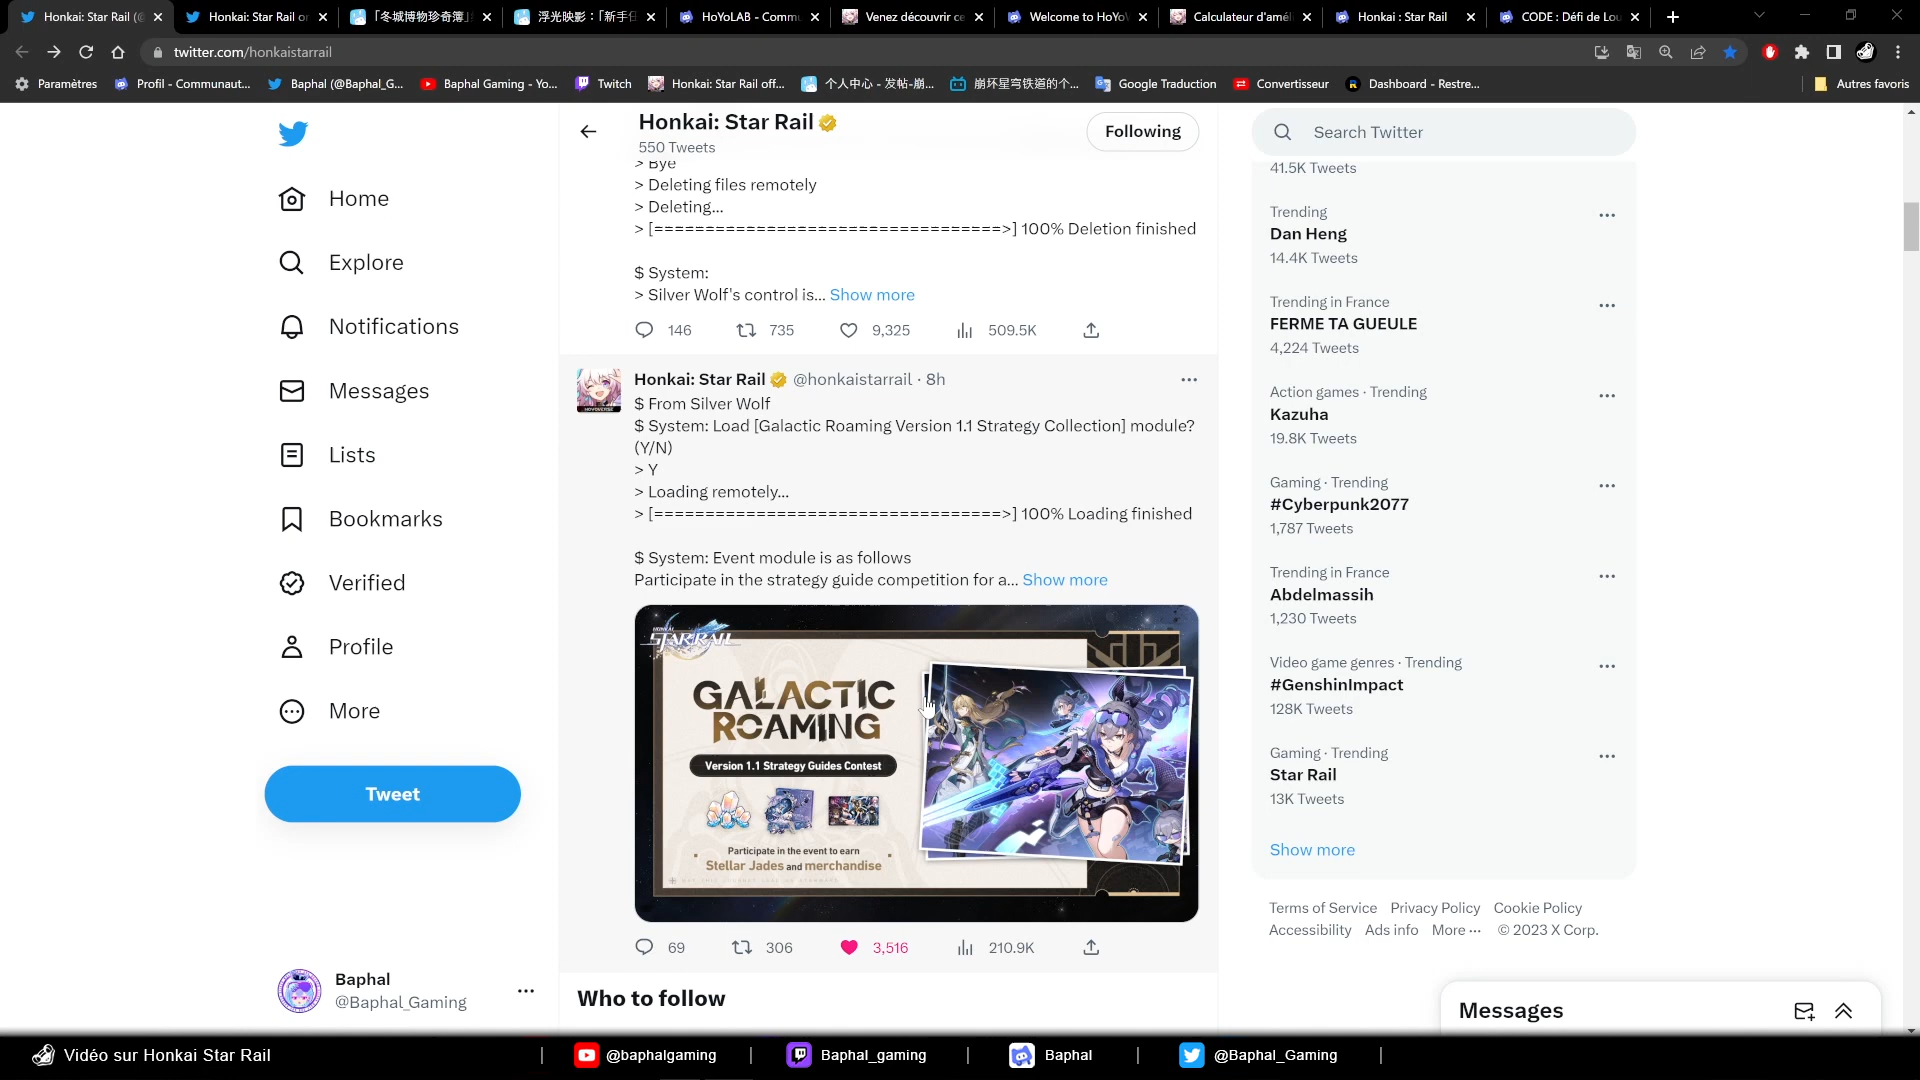 Honkai: Star Rail (@
Honkai: Star Rail or
「冬城博物珍奇簿」
浮光映影：「新手
HoYoLAB - Commu
Venez découvrir ce
Welcome to HoYoV
Calculateur d'amél
Honkai : Star Rail
CODE : Défi de Lou
twitter.com/honkaistarrail
Paramètres
Profil - Communaut...
Baphal (@Baphal_G...
Baphal Gaming - Yo...
Twitch
Honkai: Star Rail off...
个人中心 - 发帖-崩...
崩坏星穹铁道的个...
Google Traduction
Convertisseur
Dashboard - Restre...
Autres favoris
Home
Explore
Notifications
Messages
Lists
Bookmarks
Verified
Profile
More
Tweet
Baphal
@Baphal_Gaming
Honkai: Star Rail
550 Tweets
Following
> Bye
> Deleting files remotely
> Deleting...
> [==================================>] 100% Deletion finished
$ System:
> Silver Wolf's control is... Show more
146
735
9,325
509.5K
Honkai: Star Rail @honkaistarrail · 8h
$ From Silver Wolf
$ System: Load [Galactic Roaming Version 1.1 Strategy Collection] module?
(Y/N)
> Y
> Loading remotely...
> [==================================>] 100% Loading finished
$ System: Event module is as follows
Participate in the strategy guide competition for a... Show more
HONKAI
STAR RAIL
GALACTIC
ROAMING
Version 1.1 Strategy Guides Contest
Participate in the event to earn
Stellar Jades and merchandise
69
306
3,516
210.9K
Who to follow
Search Twitter
41.5K Tweets
Trending
Dan Heng
14.4K Tweets
Trending in France
FERME TA GUEULE
4,224 Tweets
Action games · Trending
Kazuha
19.8K Tweets
Gaming · Trending
#Cyberpunk2077
1,787 Tweets
Trending in France
Abdelmassih
1,230 Tweets
Video game genres · Trending
#GenshinImpact
128K Tweets
Gaming · Trending
Star Rail
13K Tweets
Show more
Terms of Service Privacy Policy Cookie Policy
Accessibility Ads info More ··· © 2023 X Corp.
Messages
Vidéo sur Honkai Star Rail
@baphalgaming
Baphal_gaming
Baphal
@Baphal_Gaming